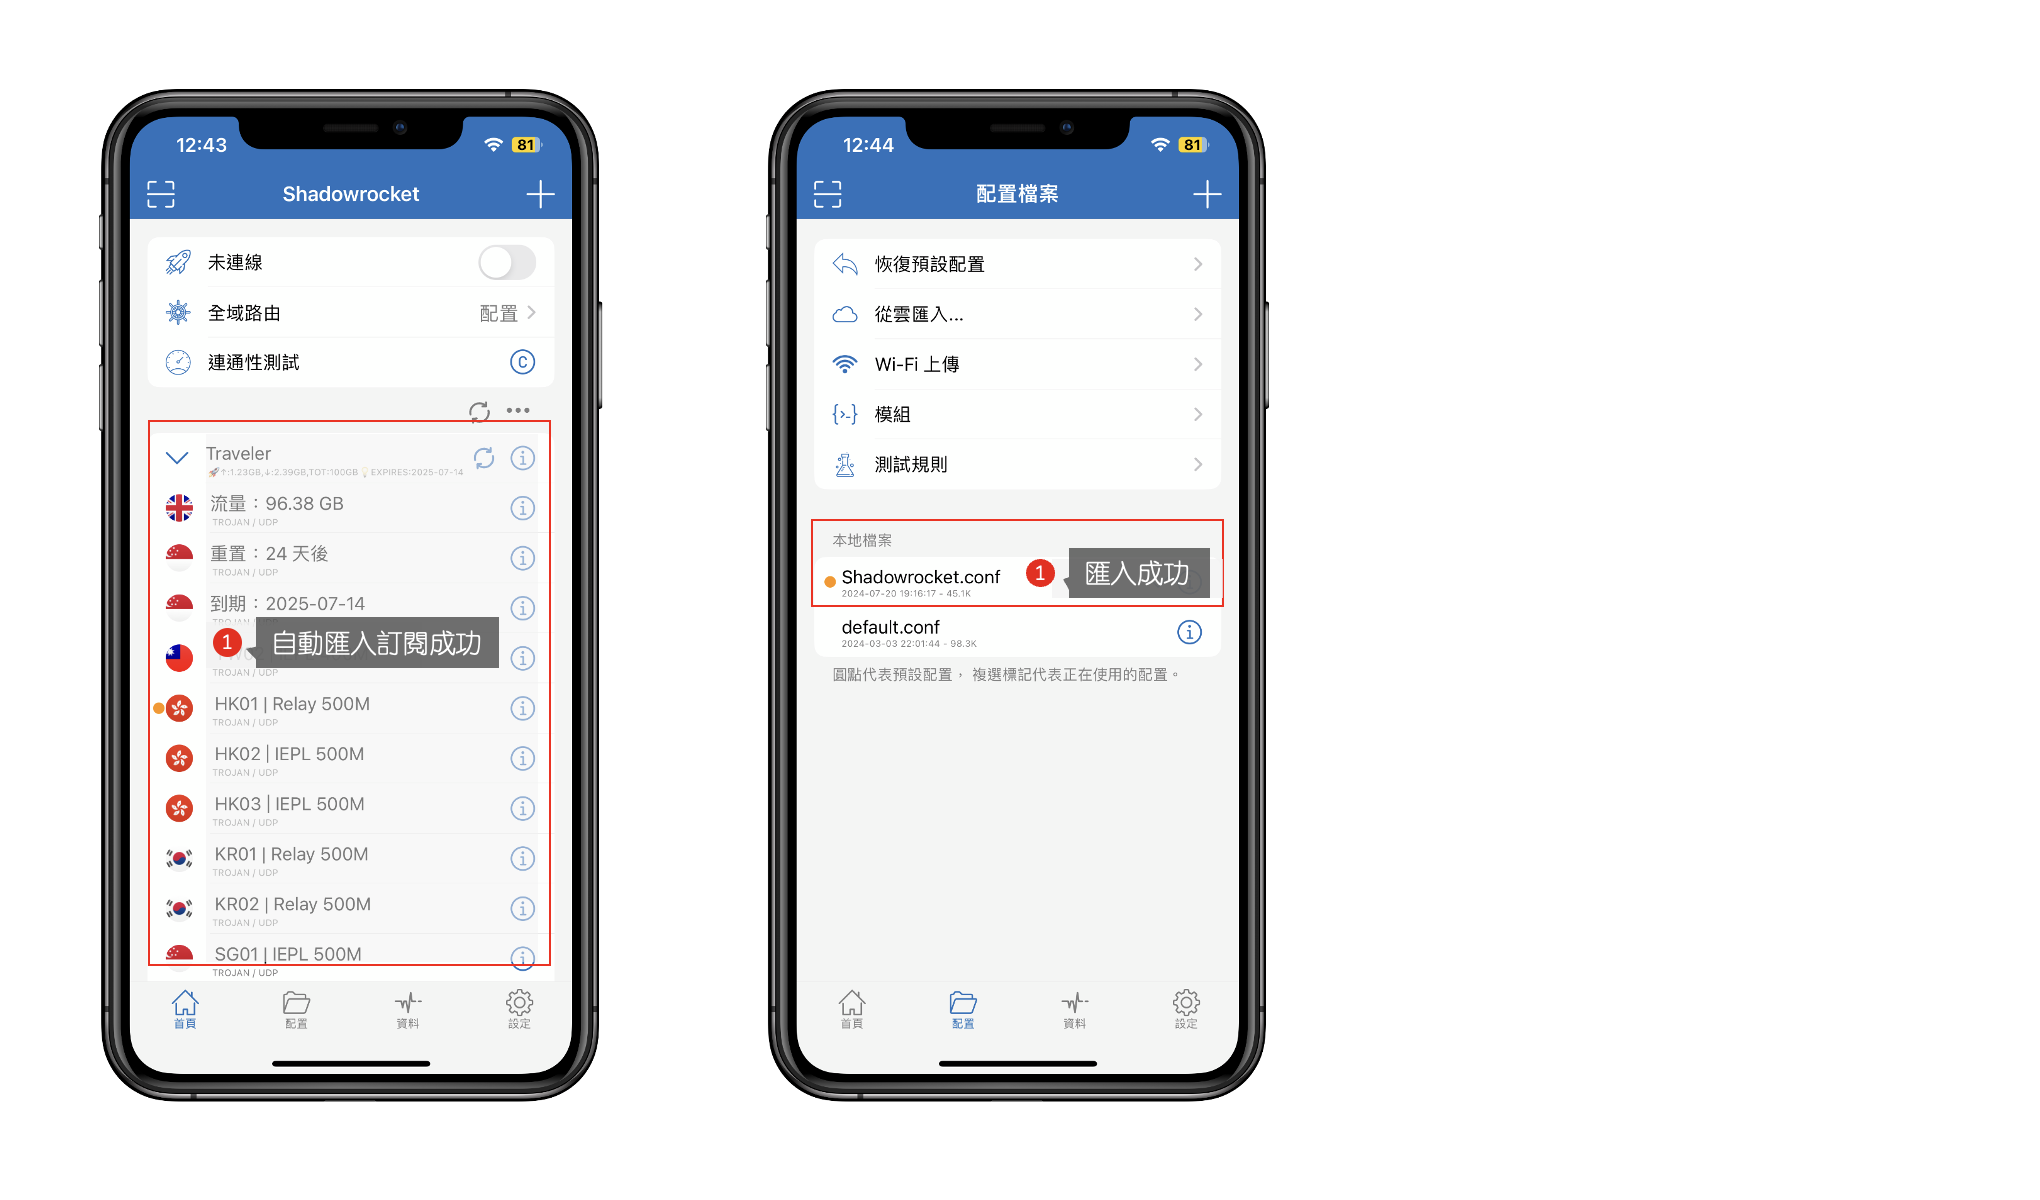 12:43
81
Shadowrocket
未連線
全域路由
配置
連通性測試
C
Traveler
🚀↑:1.23GB,↓:2.39GB,TOT:100GB💡EXPIRES:2025-07-14
流量：96.38 GB
TROJAN / UDP
重置：24 天後
TROJAN / UDP
到期：2025-07-14
1
自動匯入訂閱成功
TROJAN / UDP
HK01 | Relay 500M
TROJAN / UDP
HK02 | IEPL 500M
TROJAN / UDP
HK03 | IEPL 500M
TROJAN / UDP
KR01 | Relay 500M
TROJAN / UDP
KR02 | Relay 500M
TROJAN / UDP
SG01 | IEPL 500M
TROJAN / UDP
首頁
配置
資料
設定
12:44
81
配置檔案
恢復預設配置
從雲匯入...
Wi-Fi 上傳
模組
測試規則
本地檔案
Shadowrocket.conf
2024-07-20 19:16:17 - 45.1K
1
匯入成功
default.conf
2024-03-03 22:01:44 - 98.3K
圓點代表預設配置， 複選標記代表正在使用的配置。
首頁
配置
資料
設定